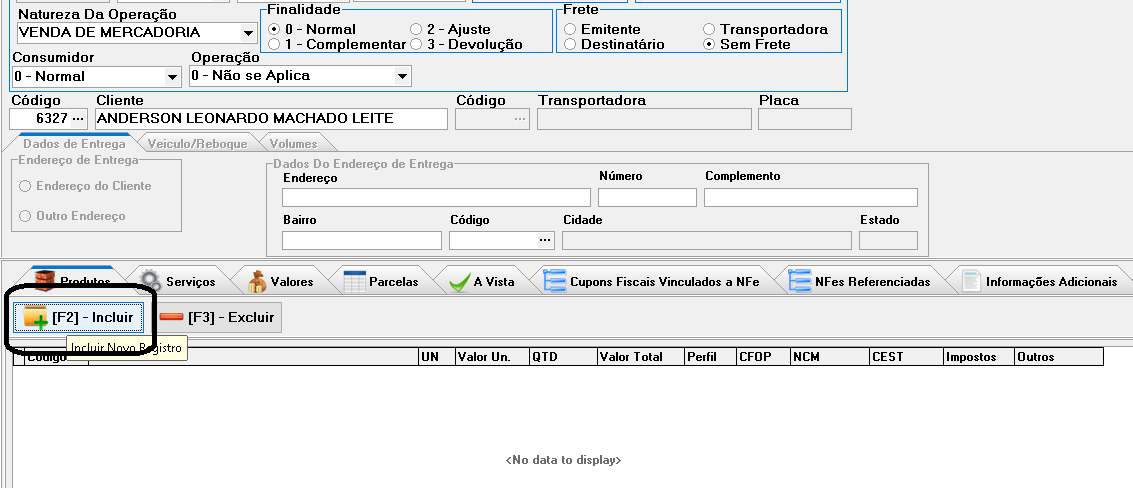 Natureza Da Operação
VENDA DE MERCADORIA
Finalidade
0 - Normal
2 - Ajuste
1 - Complementar
3 - Devolução
Frete
Emitente
Transportadora
Destinatário
Sem Frete
Consumidor
Operação
0 - Normal
0 - Não se Aplica
Código
Cliente
Código
Transportadora
Placa
6327 ...
ANDERSON LEONARDO MACHADO LEITE
...
Dados de Entrega
Veiculo/Reboque
Volumes
Endereço de Entrega
Endereço do Cliente
Outro Endereço
Dados Do Endereço de Entrega
Endereço
Número
Complemento
Bairro
Código
Cidade
Estado
...
Produtos
Serviços
Valores
Parcelas
A Vista
Cupons Fiscais Vinculados a NFe
NFes Referenciadas
Informações Adicionais
[F2] - Incluir
[F3] - Excluir
Incluir Novo Registro
Código
UN
Valor Un.
QTD
Valor Total
Perfil
CFOP
NCM
CEST
Impostos
Outros
<No data to display>